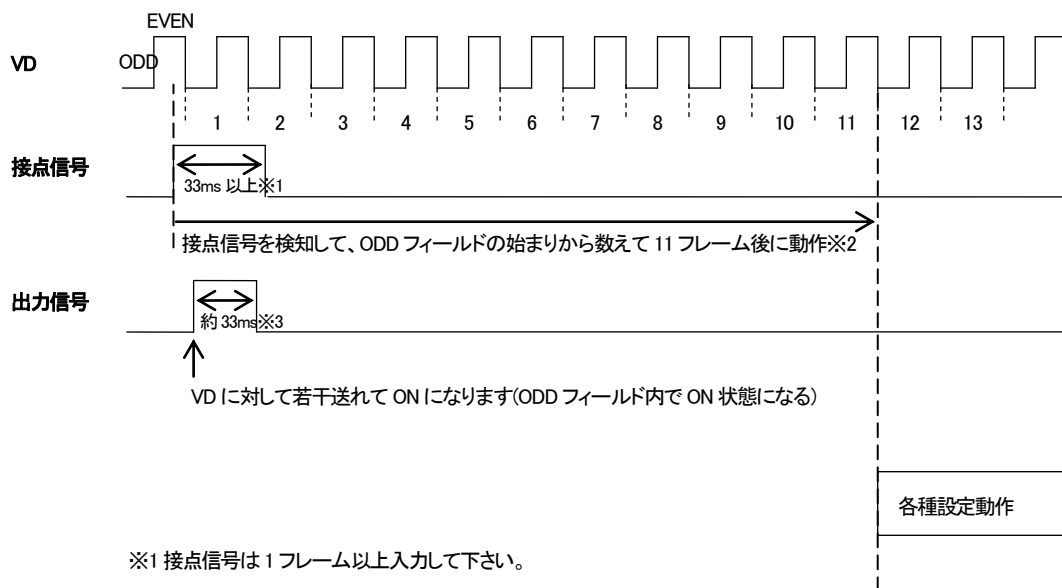 EVEN
VD
ODD
1 2 3 4 5 6 7 8 9 10 11 12 13
接点信号
33ms 以上※1
接点信号を検知して、ODD フィールドの始まりから数えて 11 フレーム後に動作※2
出力信号
約 33ms※3
VD に対して若干送れて ON になります(ODD フィールド内で ON 状態になる)
各種設定動作
※1 接点信号は 1 フレーム以上入力して下さい。